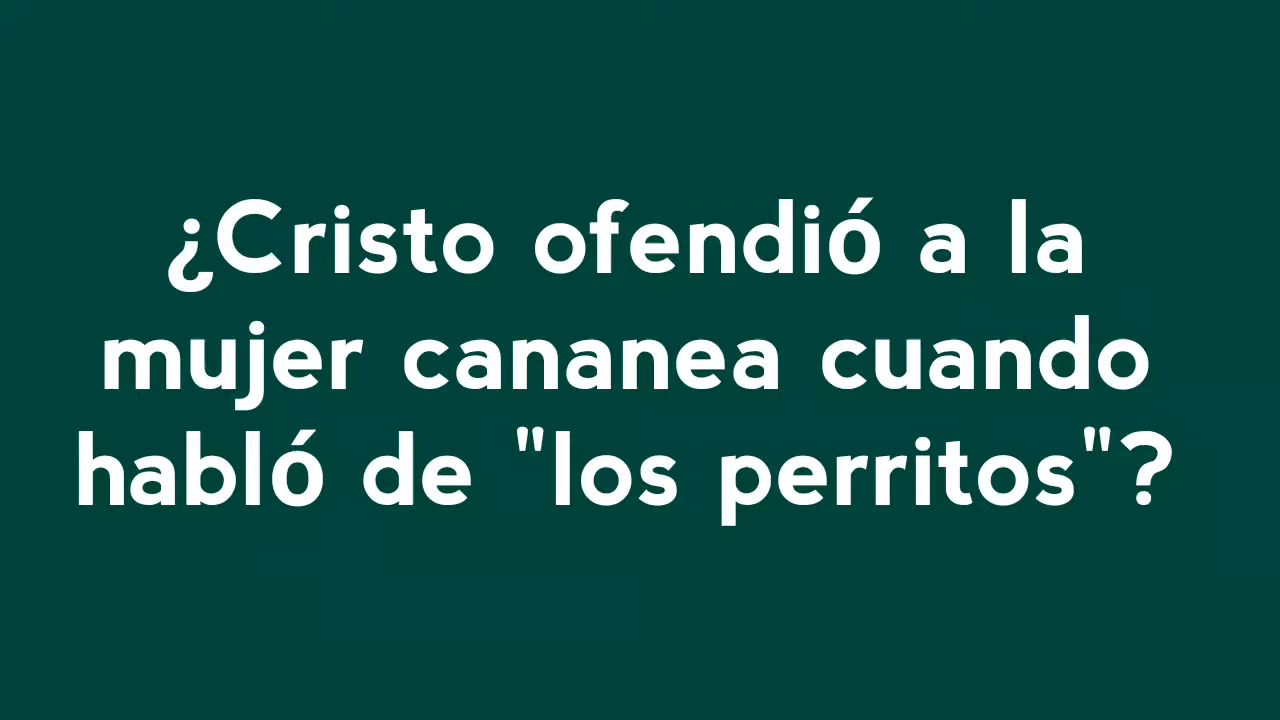 ¿Cristo ofendió a la
mujer cananea cuando
habló de "los perritos"?